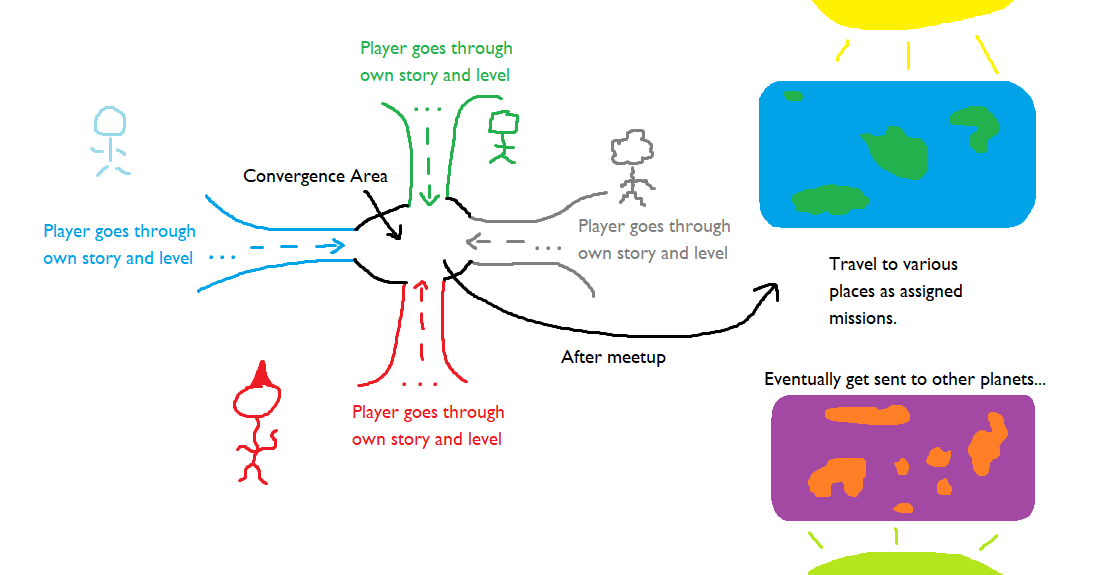 Player goes through
own story and level
Convergence Area
Player goes through
own story and level
Player goes through
own story and level
Player goes through
own story and level
After meetup
Travel to various
places as assigned
missions.
Eventually get sent to other planets...